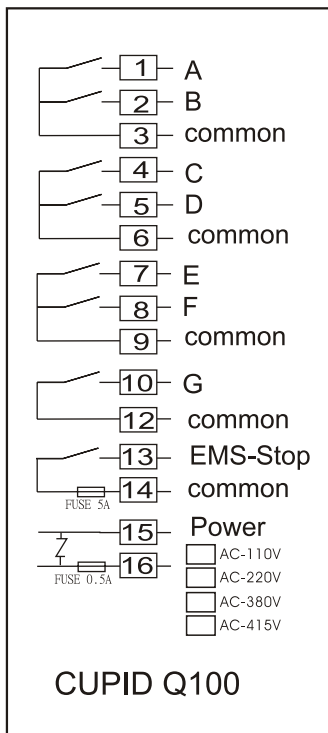 1 A
2 B
3 common
4 C
5 D
6 common
7 E
8 F
9 common
10 G
12 common
13 EMS-Stop
14 common
FUSE 5A
15 Power
16 AC-110V
FUSE 0.5A AC-220V
AC-380V
AC-415V
CUPID Q100